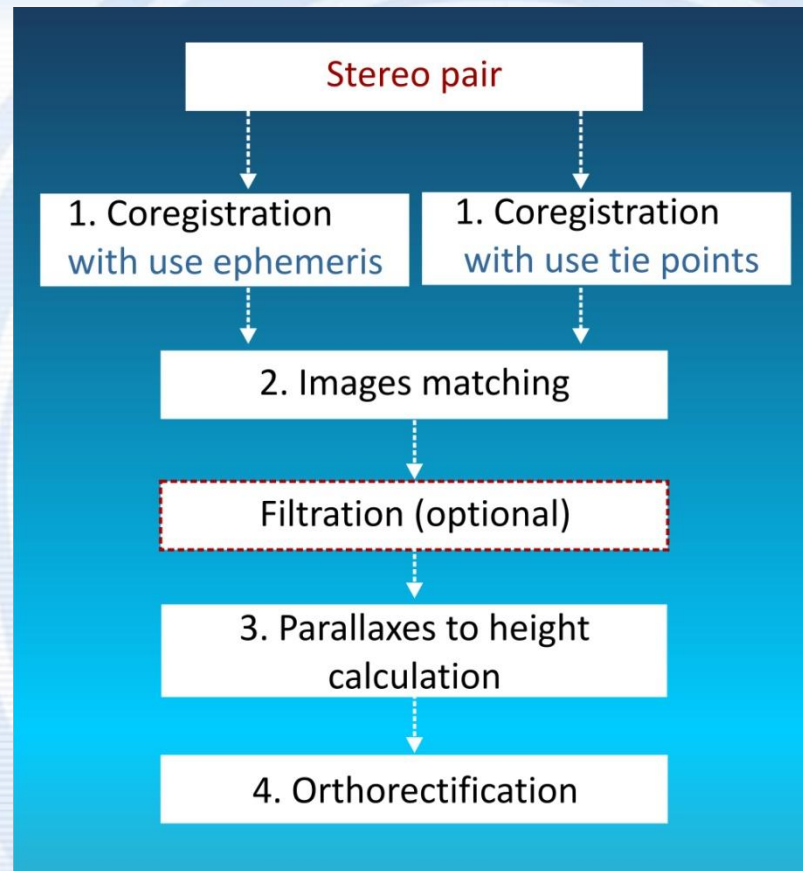 Stereo pair
1. Coregistration
with use ephemeris
1. Coregistration
with use tie points
2. Images matching
Filtration (optional)
3. Parallaxes to height
calculation
4. Orthorectification